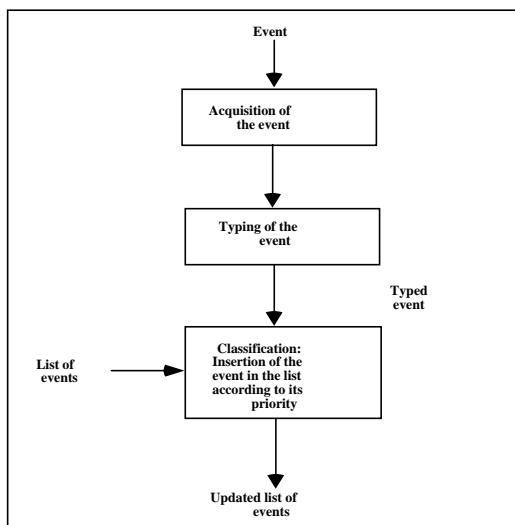 Event
Acquisition of
the event
Typing of the
event
Typed
event
Classification:
Insertion of the
event in the list
according to its
priority
List of
events
Updated list of
events